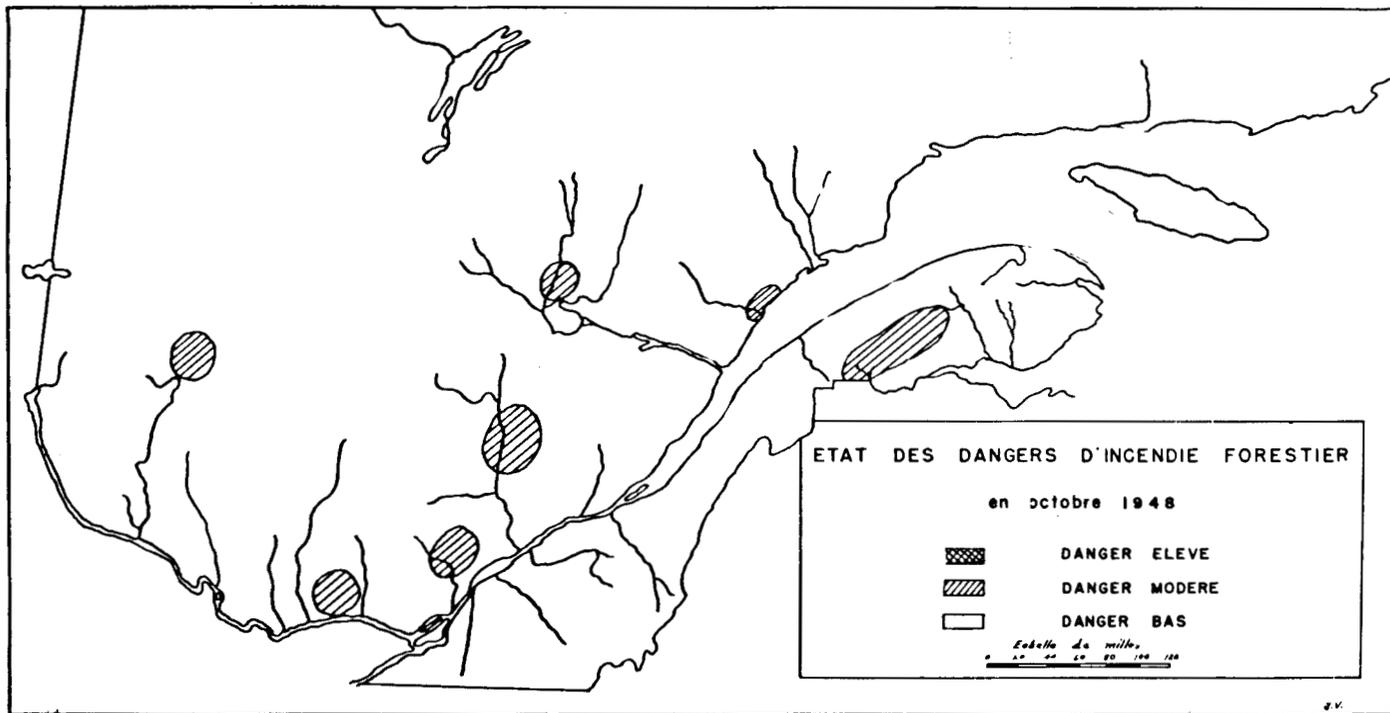 ETAT DES DANGERS D'INCENDIE FORESTIER
en octobre 1948
DANGER ELEVE
DANGER MODERE
DANGER BAS
Echelle de milles
0 20 40 60 80 100 120
J.V.